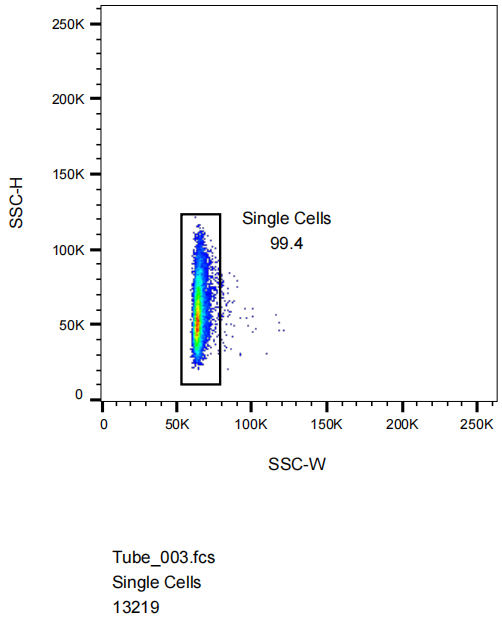 250K
200K
150K
100K
50K
0
SSC-H
Single Cells
99.4
0 50K 100K 150K 200K 250K
SSC-W
Tube_003.fcs
Single Cells
13219